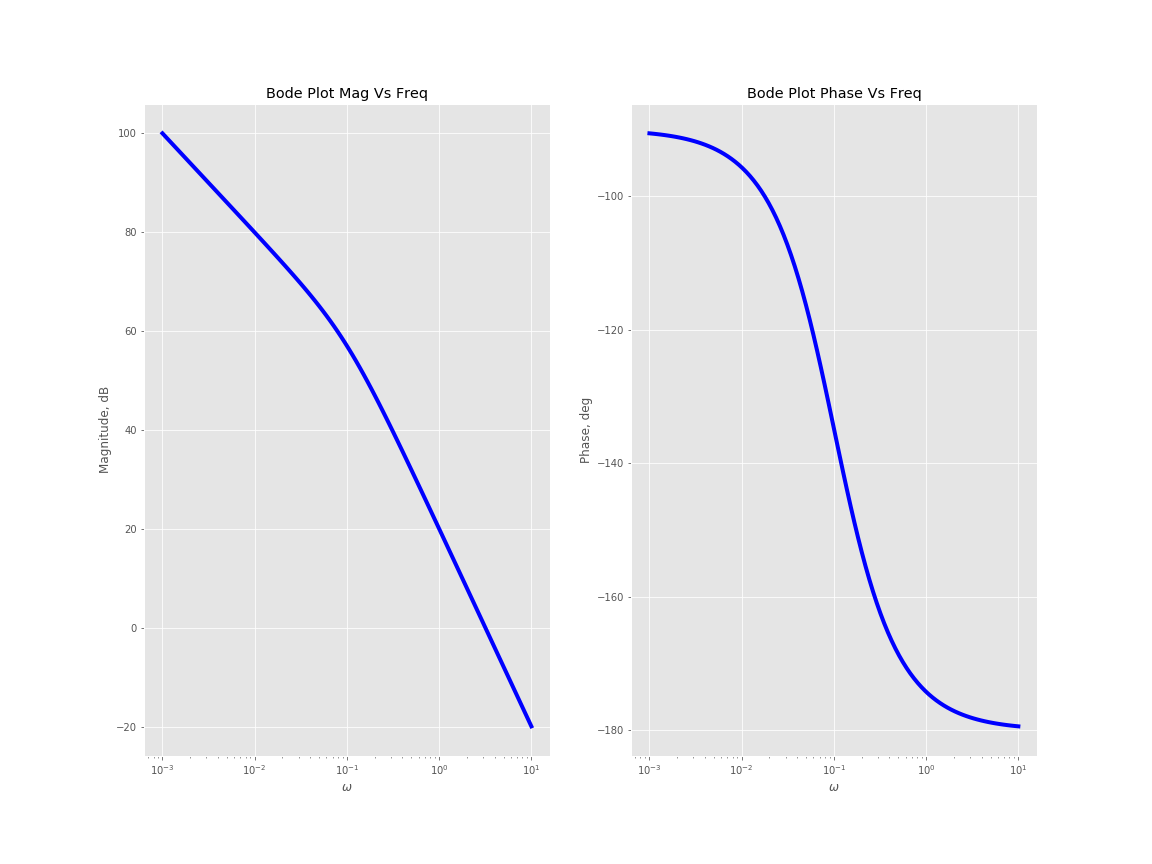 Bode Plot Mag Vs Freq
100
80
60
40
20
0
−20
Magnitude, dB
10⁻³ 10⁻² 10⁻¹ 10⁰ 10¹
ω
Bode Plot Phase Vs Freq
−100
−120
−140
−160
−180
Phase, deg
10⁻³ 10⁻² 10⁻¹ 10⁰ 10¹
ω